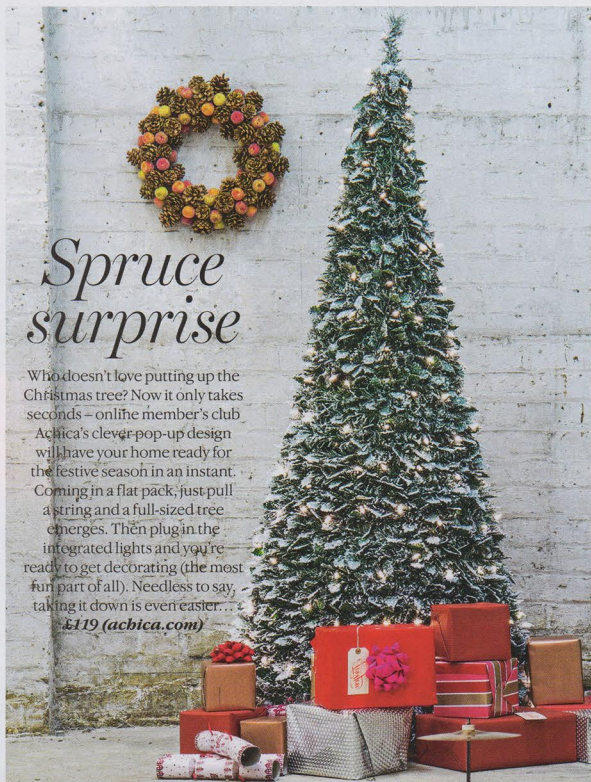 Spruce
surprise
Who doesn't love putting up the
Christmas tree? Now it only takes
seconds – online member's club
Achica's clever pop-up design
will have your home ready for
the festive season in an instant.
Coming in a flat pack, just pull
a string and a full-sized tree
emerges. Then plug in the
integrated lights and you're
ready to get decorating (the most
fun part of all). Needless to say,
taking it down is even easier…
£119 (achica.com)